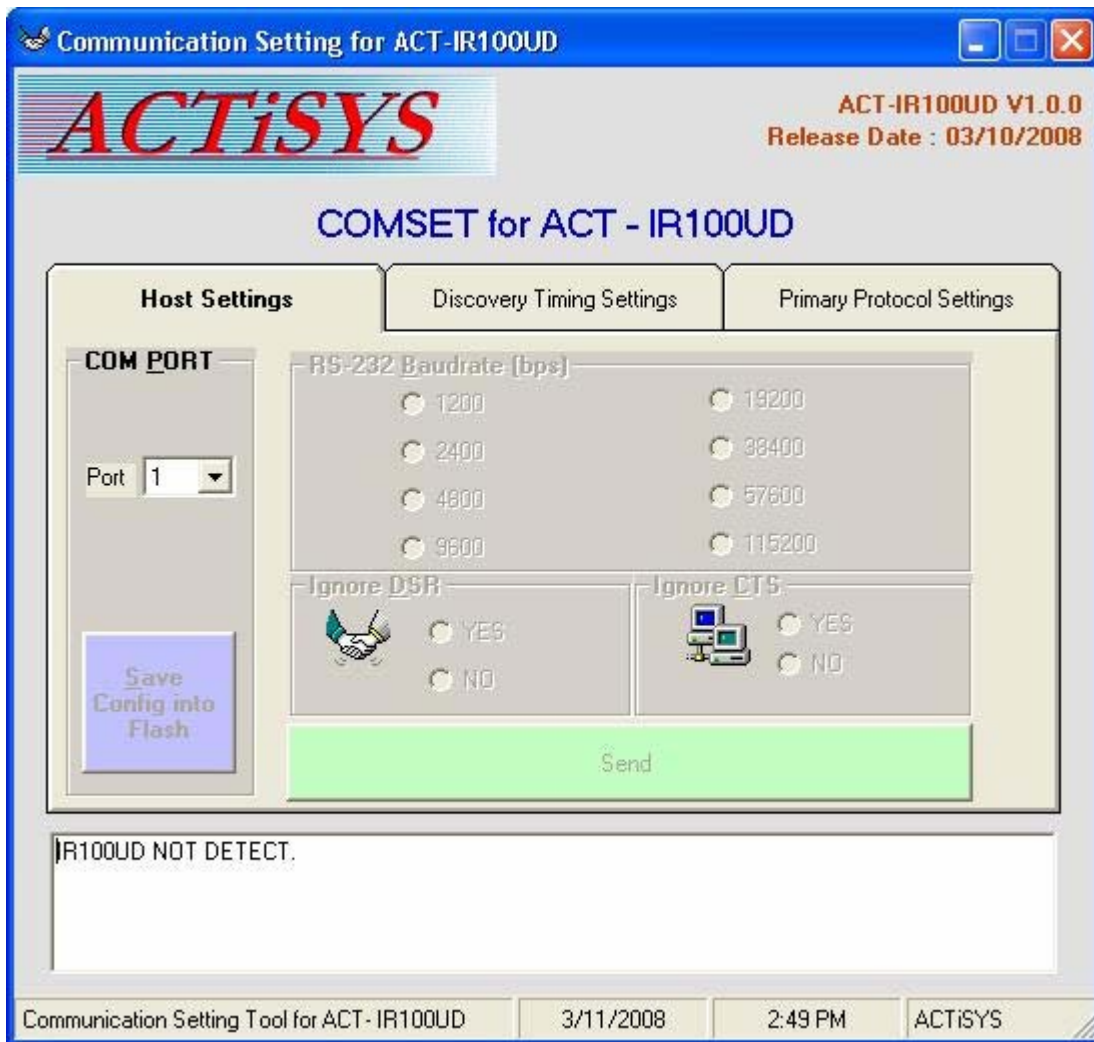 Communication Setting for ACT-IR100UD
ACTiSYS
ACT-IR100UD V1.0.0
Release Date : 03/10/2008
COMSET for ACT - IR100UD
Host Settings
Discovery Timing Settings
Primary Protocol Settings
COM PORT
Port 1
Save
Config into
Flash
RS-232 Baudrate (bps)
1200
19200
2400
38400
4800
57600
9600
115200
Ignore DSR
YES
NO
Ignore CTS
YES
NO
Send
IR100UD NOT DETECT.
Communication Setting Tool for ACT- IR100UD
3/11/2008
2:49 PM
ACTiSYS